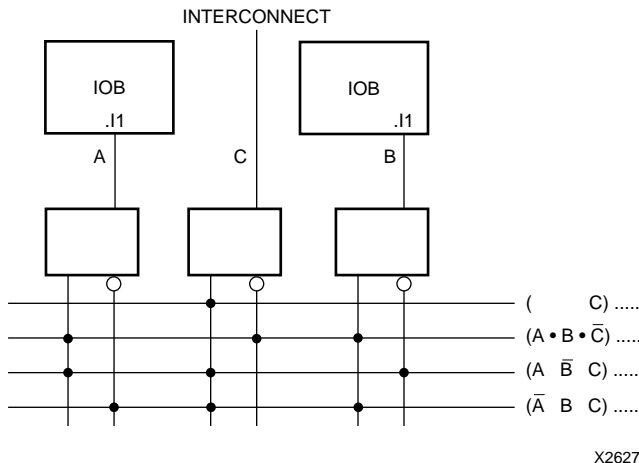 INTERCONNECT
IOB
IOB
.I1
.I1
A
C
B
( C) .....
(A • B • C̅) .....
(A B̅ C) .....
(A̅ B C) .....
X2627